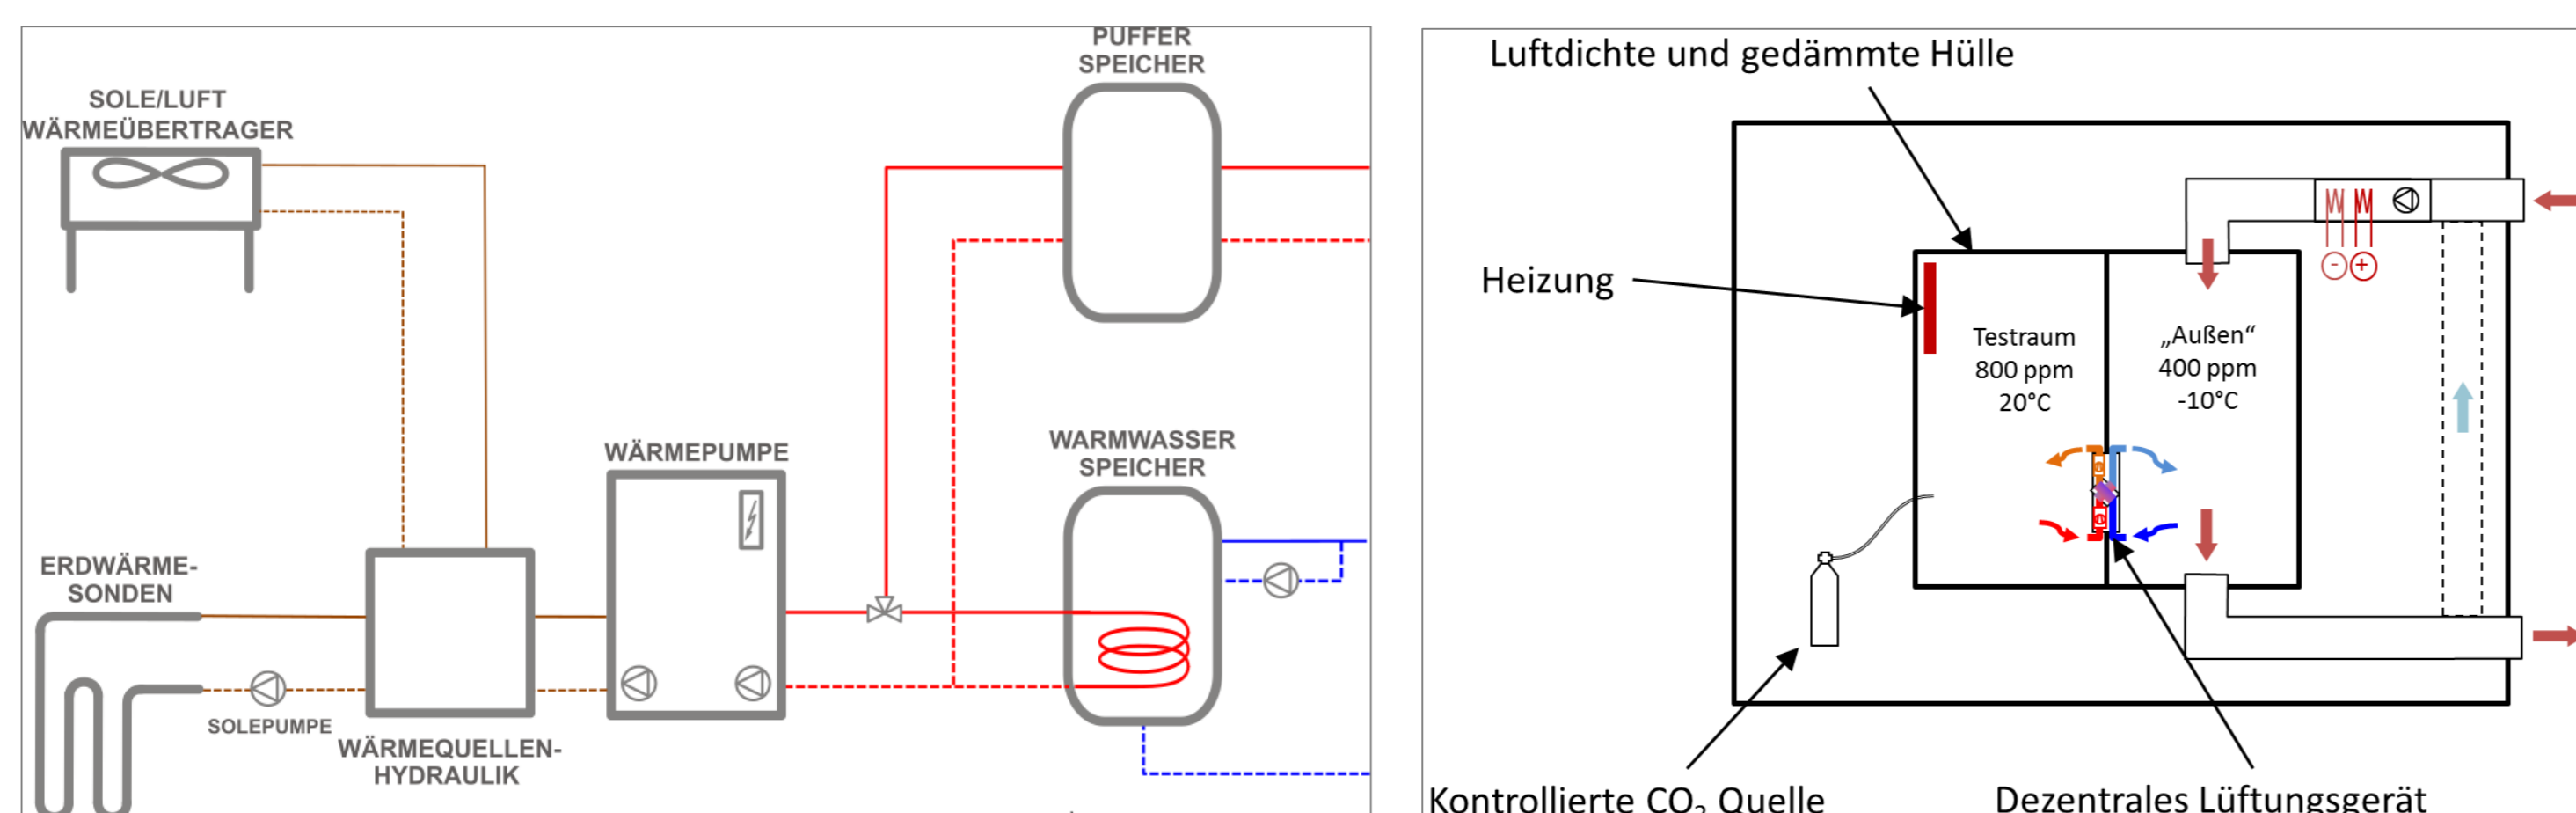 PUFFER
SPEICHER
SOLE/LUFT
WÄRMEÜBERTRAGER
WÄRMEPUMPE
WARMWASSER
SPEICHER
ERDWÄRME-
SONDEN
SOLEPUMPE
WÄRMEQUELLEN-
HYDRAULIK
Luftdichte und gedämmte Hülle
Heizung
Testraum
800 ppm
20°C
„Außen“
400 ppm
-10°C
- +
Kontrollierte CO₂ Quelle
Dezentrales Lüftungsgerät